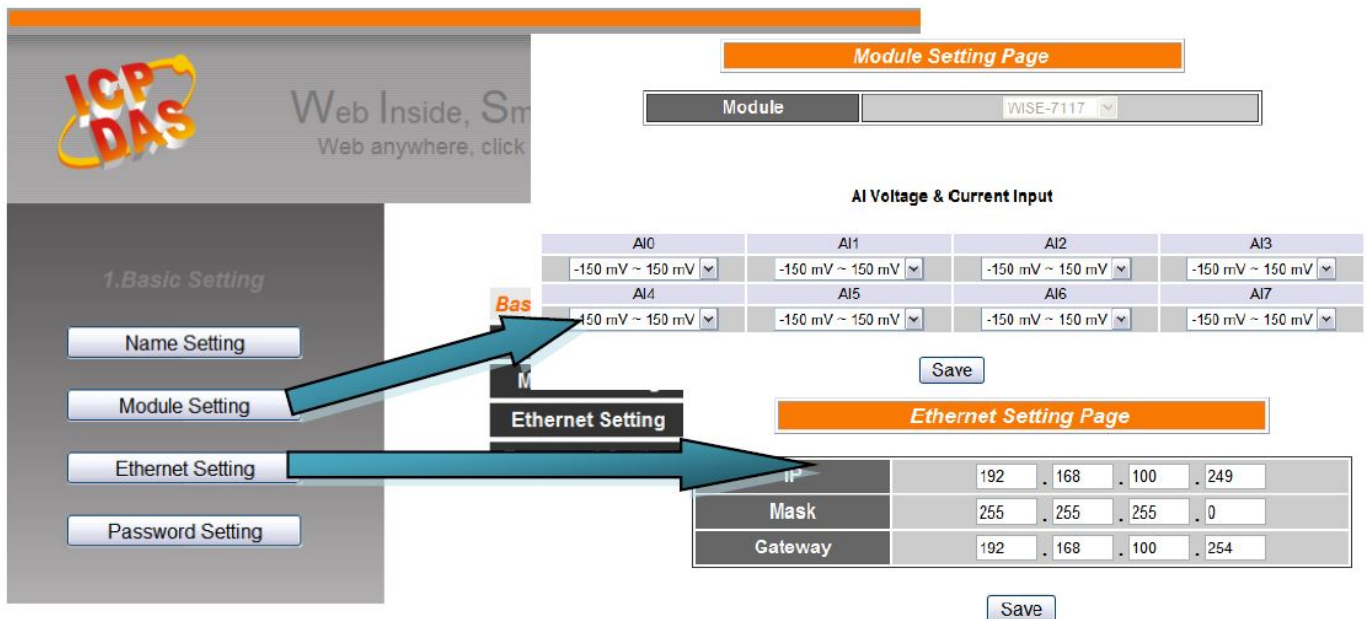 ICP
DAS
Web Inside, Sm
Web anywhere, click
1.Basic Setting
Name Setting
Module Setting
Ethernet Setting
Password Setting
Module Setting Page
Module WISE-7117
AI Voltage & Current Input
AI0 AI1 AI2 AI3
-150 mV ~ 150 mV -150 mV ~ 150 mV -150 mV ~ 150 mV -150 mV ~ 150 mV
AI4 AI5 AI6 AI7
-150 mV ~ 150 mV -150 mV ~ 150 mV -150 mV ~ 150 mV -150 mV ~ 150 mV
Save
Bas
M
Ethernet Setting
Ethernet Setting Page
IP 192 . 168 . 100 . 249
Mask 255 . 255 . 255 . 0
Gateway 192 . 168 . 100 . 254
Save